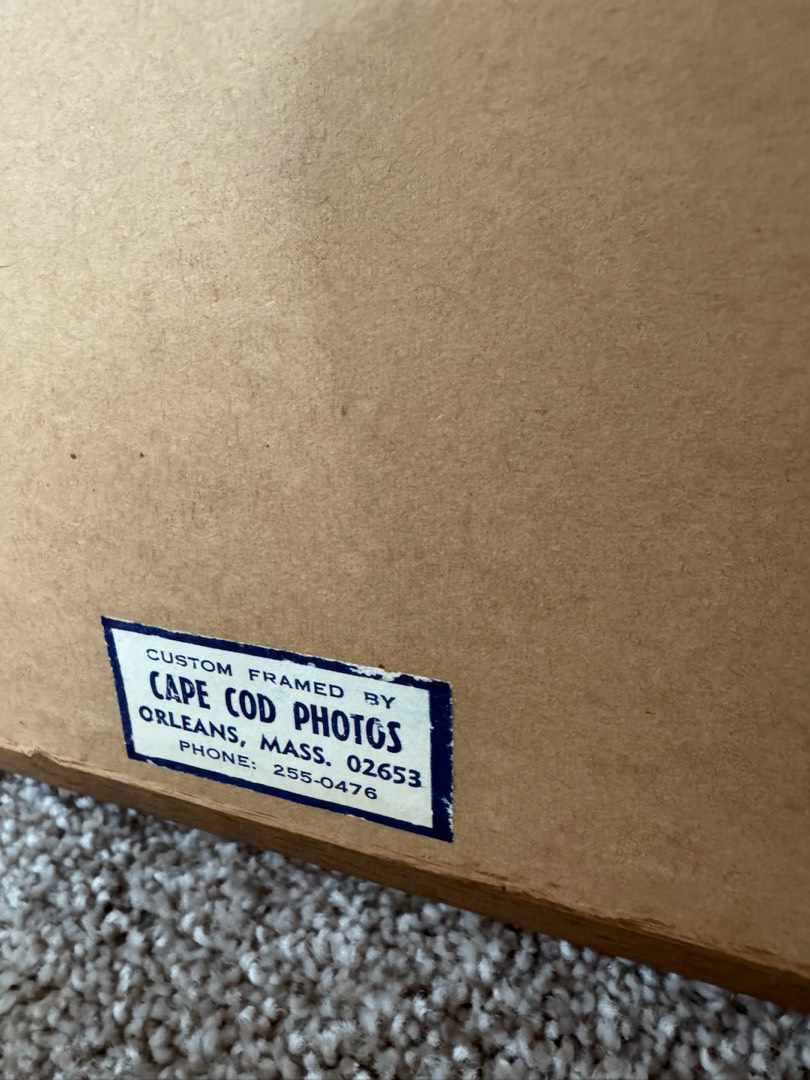 CUSTOM FRAMED BY
CAPE COD PHOTOS
ORLEANS, MASS. 02653
PHONE: 255-0476